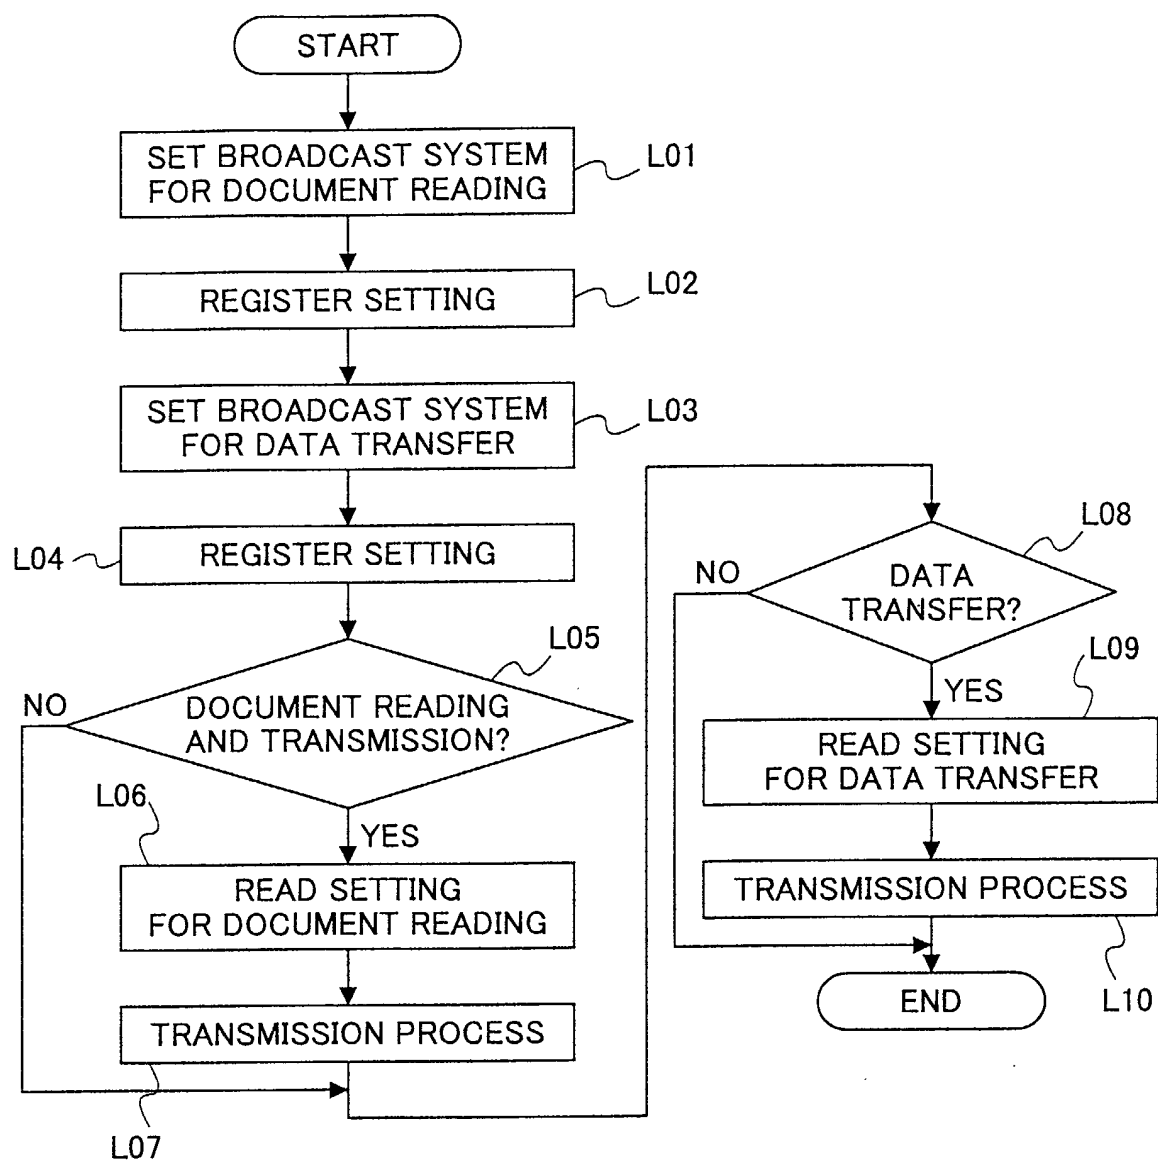 START
SET BROADCAST SYSTEM
FOR DOCUMENT READING
L01
REGISTER SETTING
L02
SET BROADCAST SYSTEM
FOR DATA TRANSFER
L03
REGISTER SETTING
L04
DOCUMENT READING
AND TRANSMISSION?
L05
NO
YES
L06
READ SETTING
FOR DOCUMENT READING
TRANSMISSION PROCESS
L07
DATA
TRANSFER?
L08
NO
YES
L09
READ SETTING
FOR DATA TRANSFER
TRANSMISSION PROCESS
L10
END